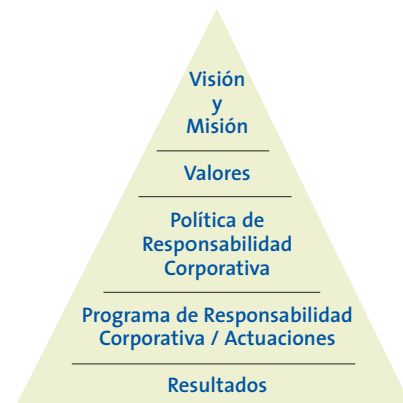 Visión
y
Misión
Valores
Política de
Responsabilidad
Corporativa
Programa de Responsabilidad
Corporativa / Actuaciones
Resultados